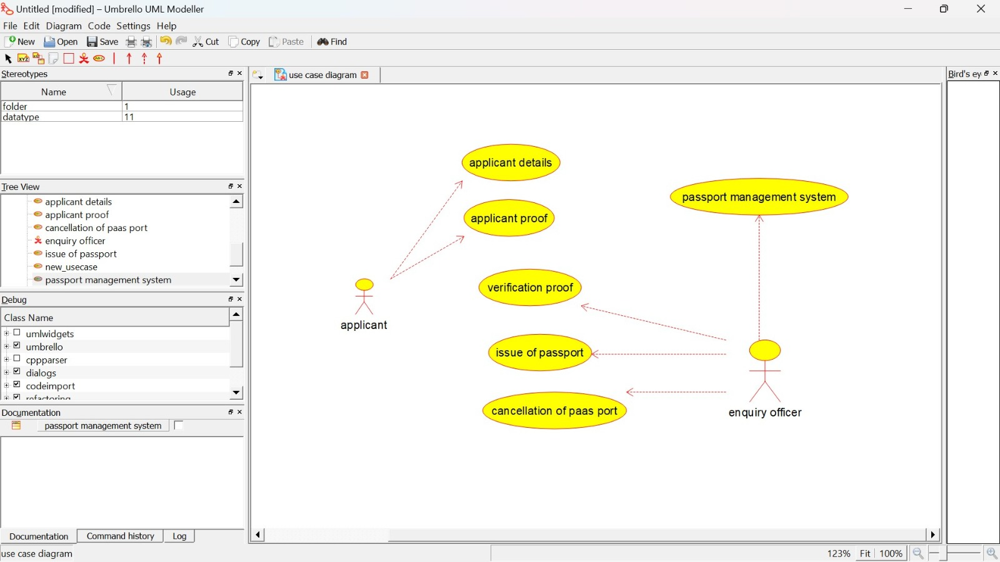 Untitled [modified] – Umbrello UML Modeller
File Edit Diagram Code Settings Help
New Open Save Cut Copy Paste Find
Stereotypes
Name Usage
folder 1
datatype 11
Tree View
applicant details
applicant proof
cancellation of paas port
enquiry officer
issue of passport
new_usecase
passport management system
Debug
Class Name
umlwidgets
umbrello
cppparser
dialogs
codeimport
refactoring
Documentation
passport management system
Documentation Command history Log
use case diagram
use case diagram
applicant details
applicant proof
verification proof
issue of passport
cancellation of paas port
applicant
passport management system
enquiry officer
Bird's ey
123% Fit 100%